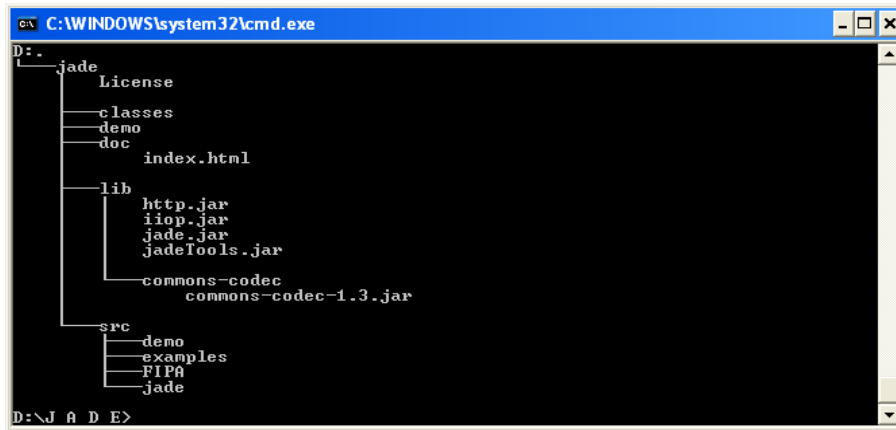 C:\WINDOWS\system32\cmd.exe
D:.
└───jade
    │   License
    │
    ├───classes
    ├───demo
    ├───doc
    │       index.html
    │
    ├───lib
    │   │   http.jar
    │   │   iiop.jar
    │   │   jade.jar
    │   │   jadeTools.jar
    │   │
    │   └───commons-codec
    │           commons-codec-1.3.jar
    │
    └───src
        ├───demo
        ├───examples
        ├───FIPA
        └───jade
D:\J A D E>